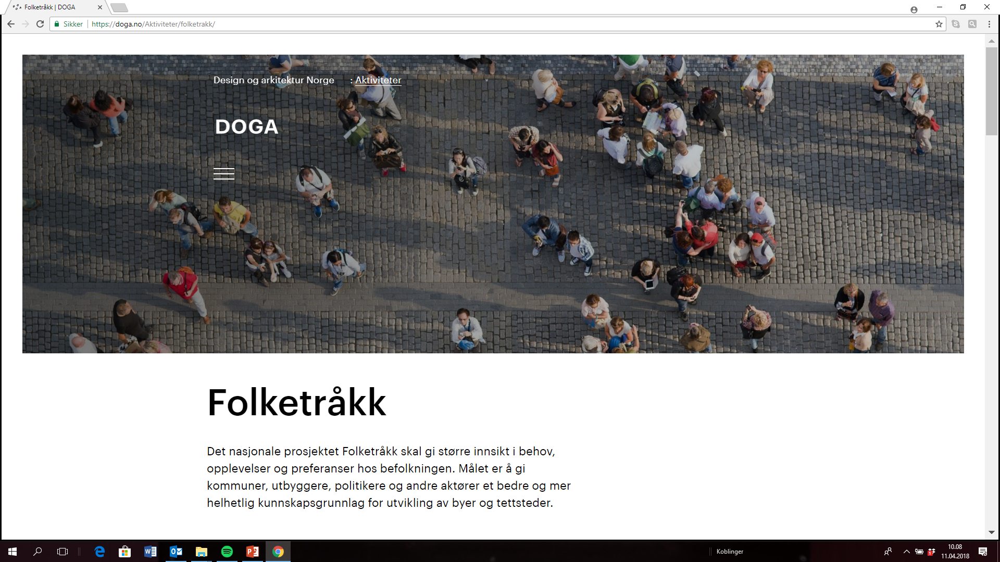 Folketråkk | DOGA
Sikker
https://doga.no/Aktiviteter/folketrakk/
Design og arkitektur Norge : Aktiviteter
DOGA
Folketråkk
Det nasjonale prosjektet Folketråkk skal gi større innsikt i behov,
opplevelser og preferanser hos befolkningen. Målet er å gi
kommuner, utbyggere, politikere og andre aktører et bedre og mer
helhetlig kunnskapsgrunnlag for utvikling av byer og tettsteder.
Koblinger
10.08
11.04.2018